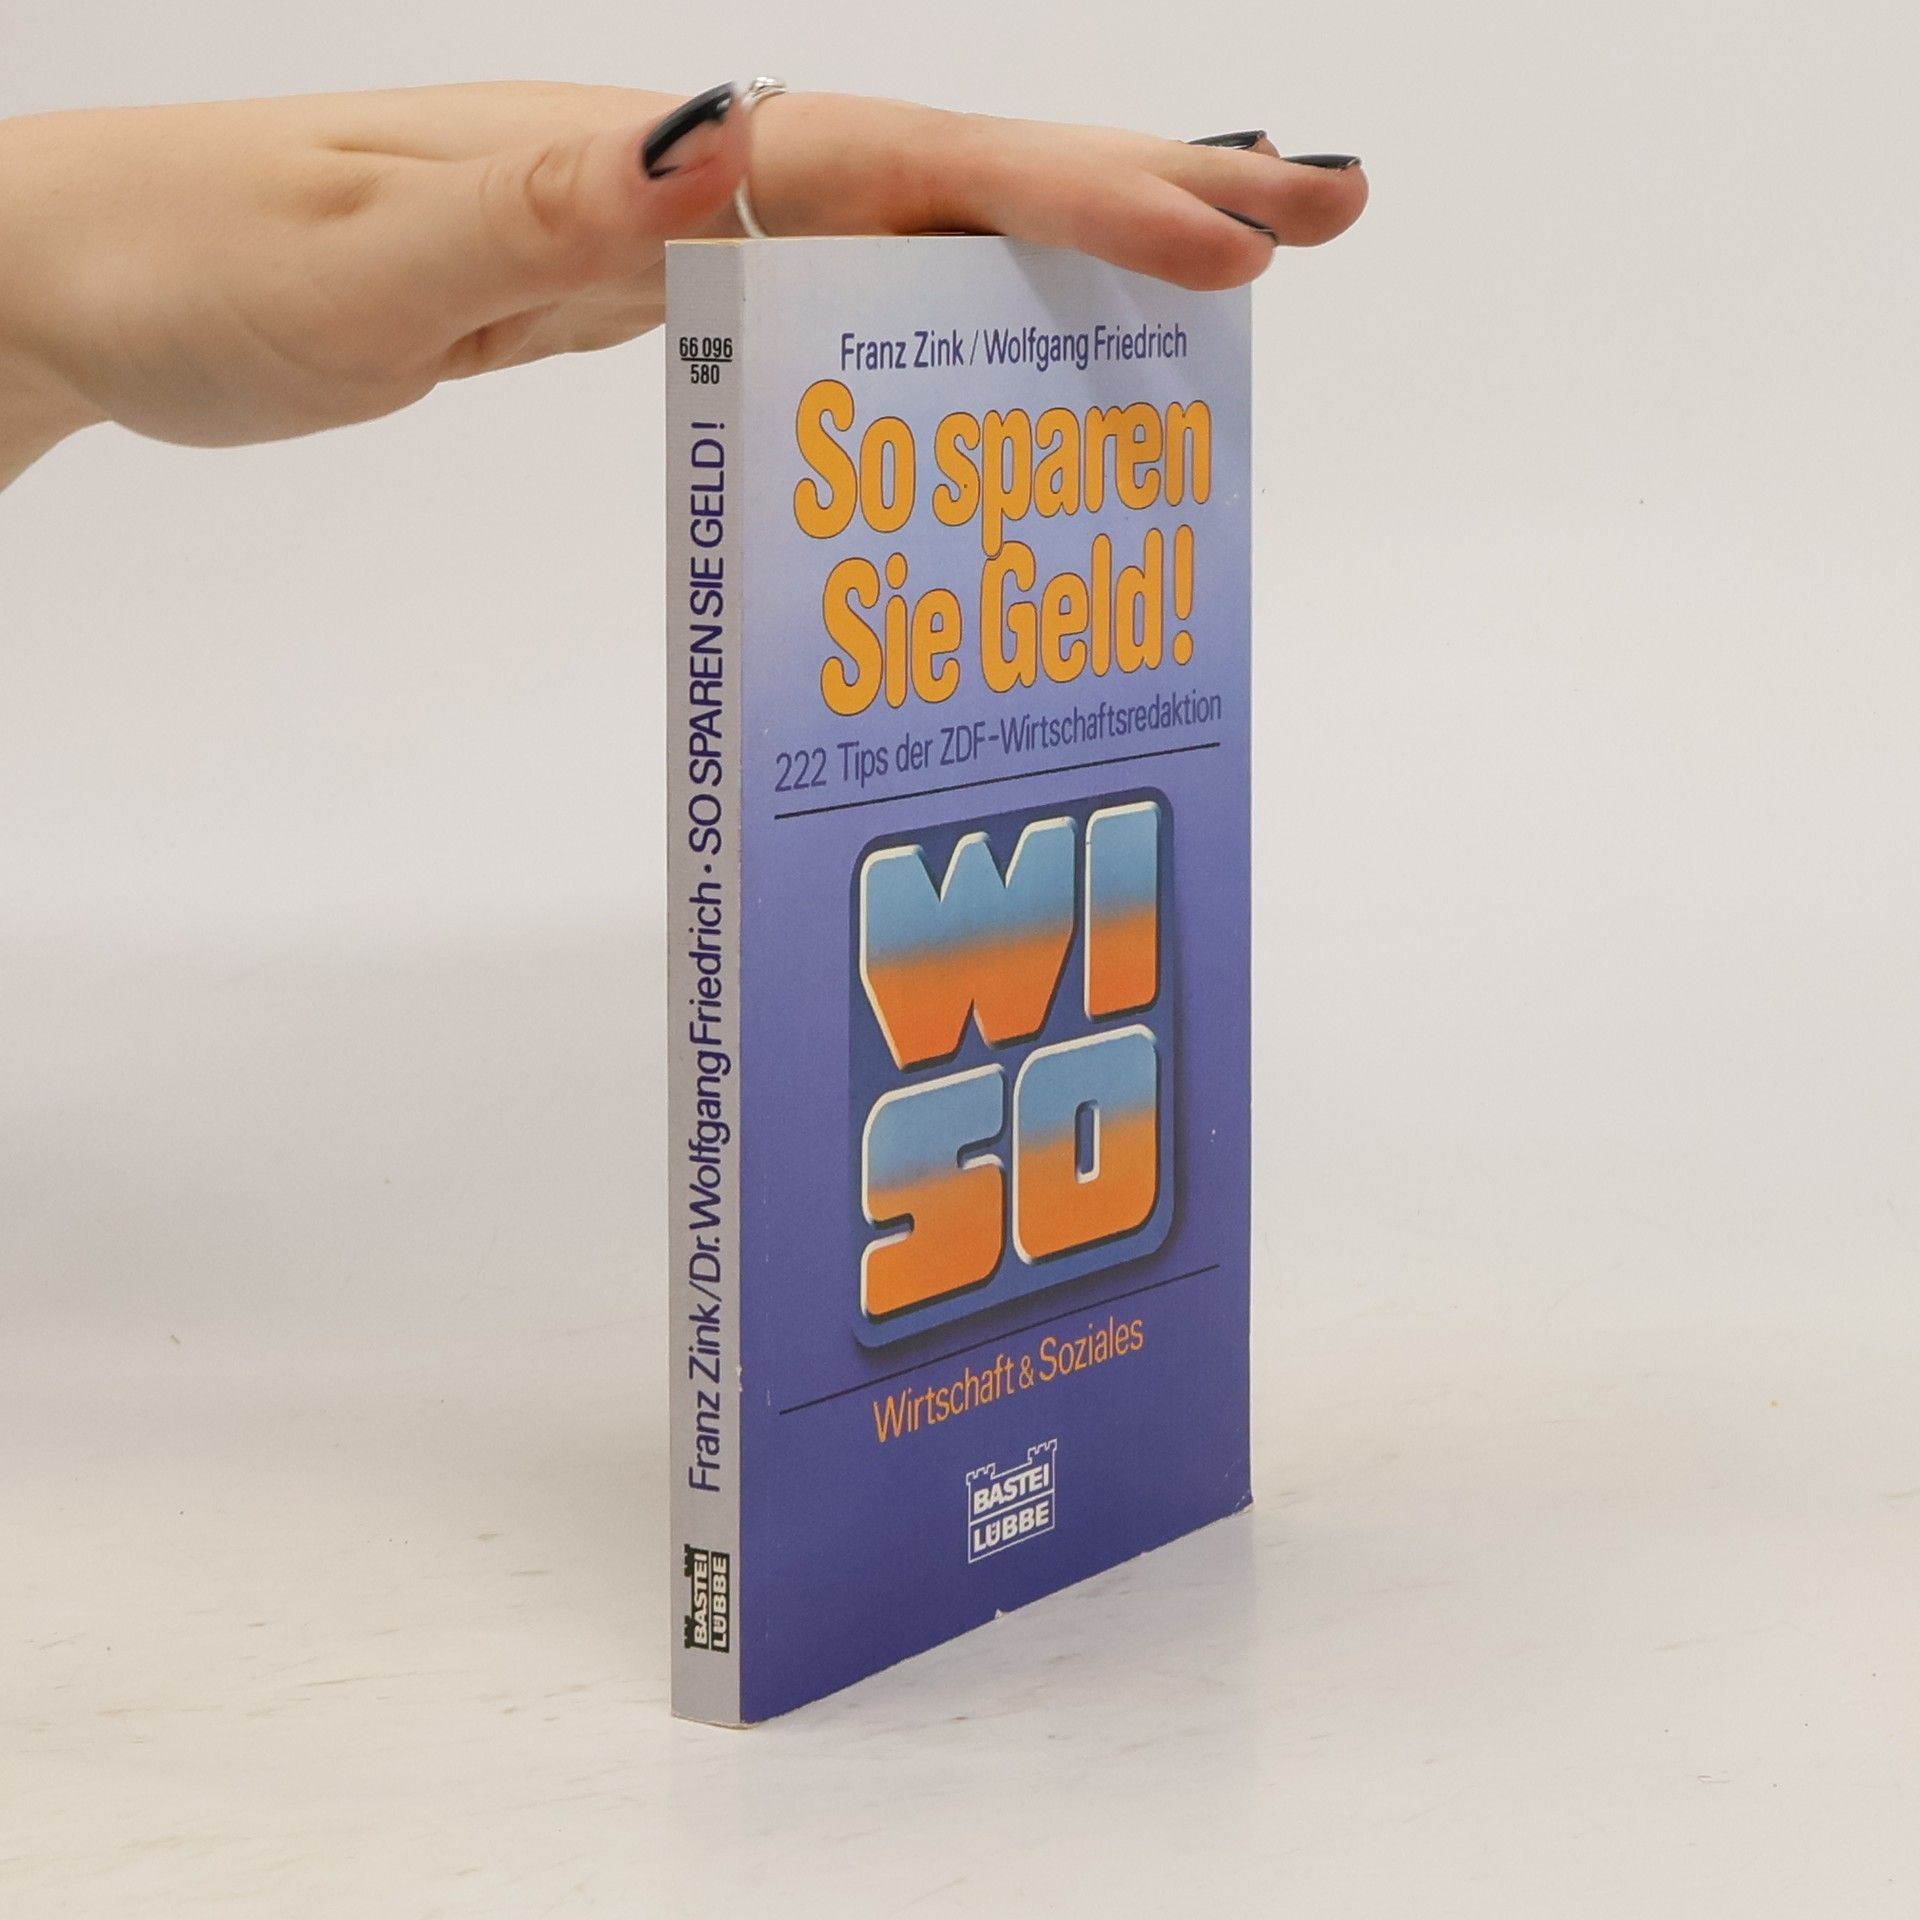 66 096
580
Franz Zink/Dr. Wolfgang Friedrich · SO SPAREN SIE GELD!
BASTEI
LÜBBE
Franz Zink / Wolfgang Friedrich
So sparen
Sie Geld!
222 Tips der ZDF-Wirtschaftsredaktion
WI
SO
Wirtschaft & Soziales
BASTEI
LÜBBE